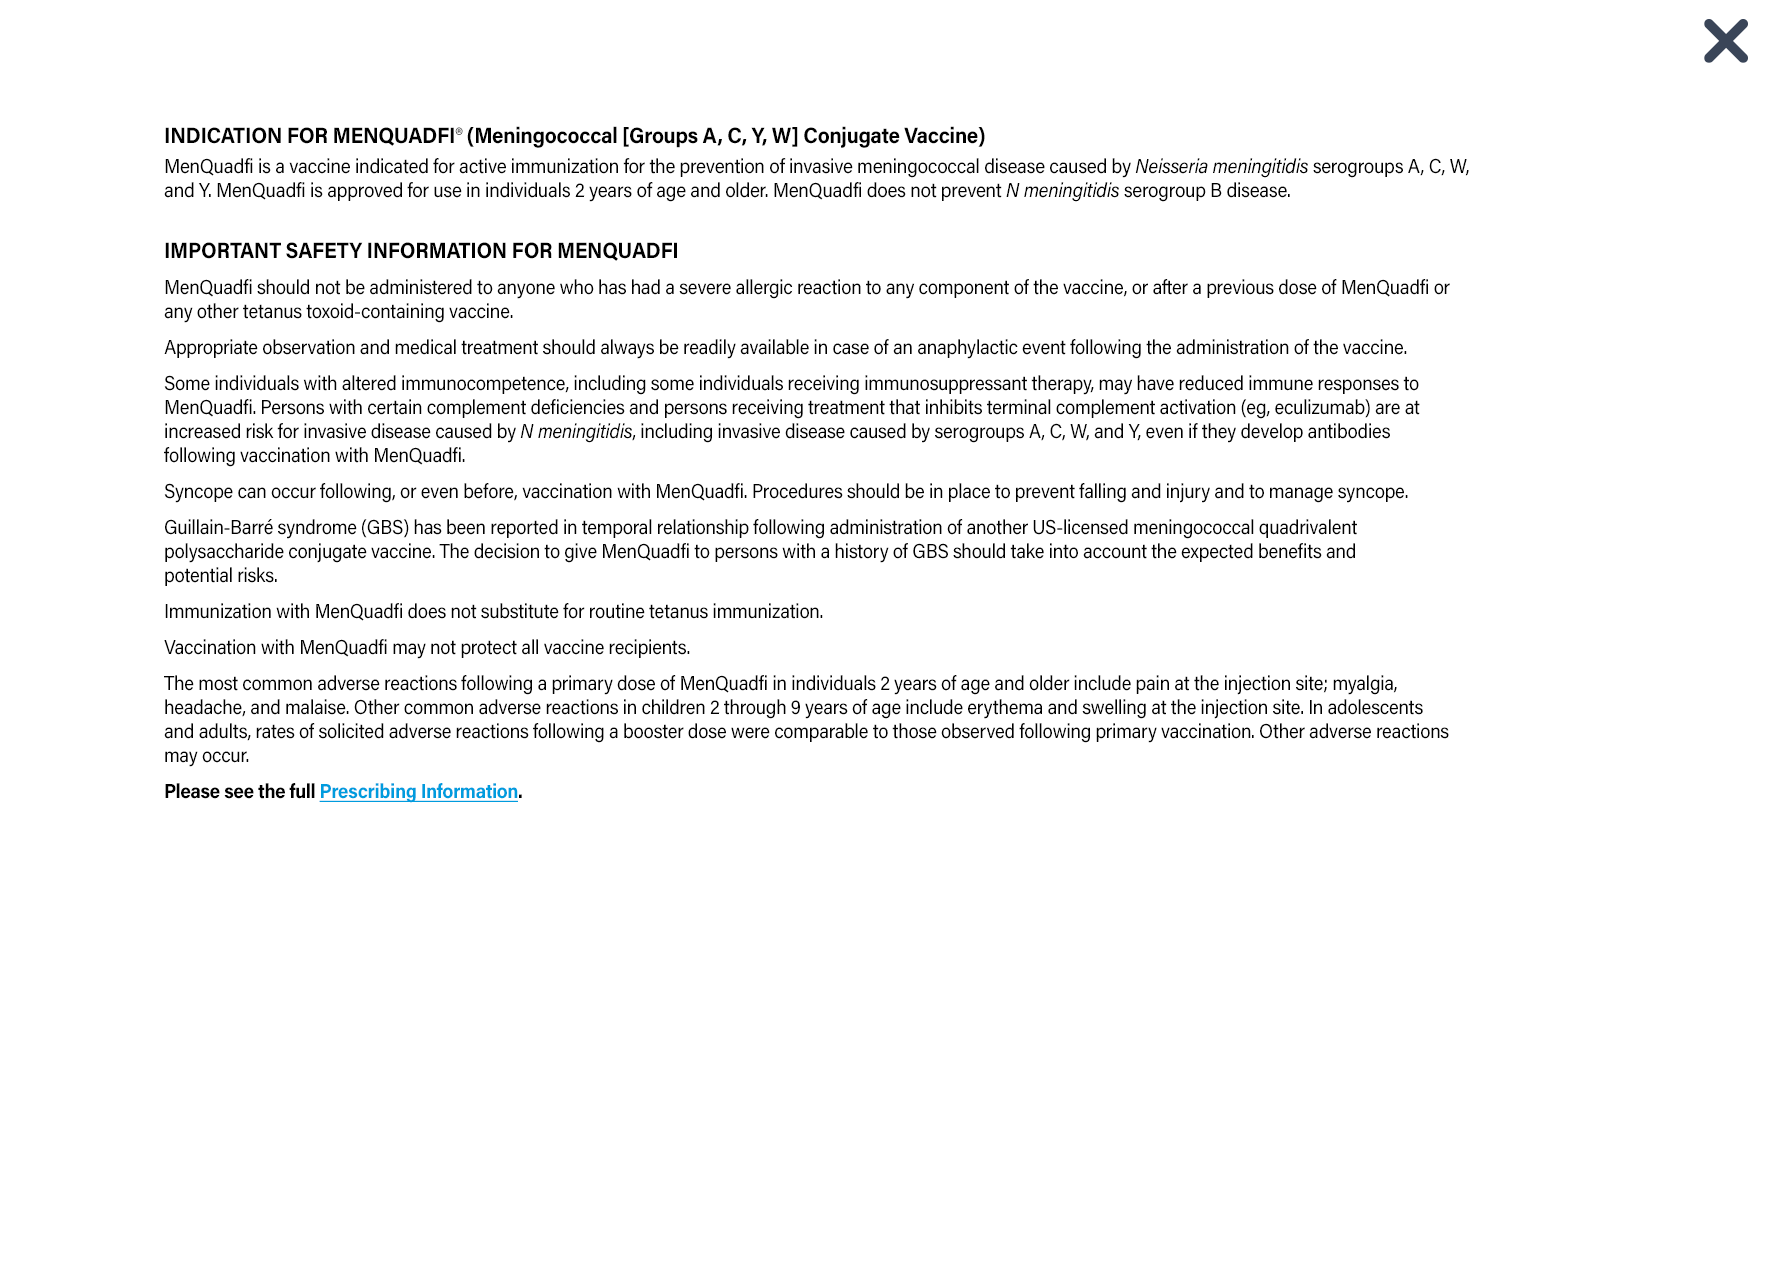 INDICATION FOR MENQUADFI® (Meningococcal [Groups A, C, Y, W] Conjugate Vaccine)
MenQuadfi is a vaccine indicated for active immunization for the prevention of invasive meningococcal disease caused by Neisseria meningitidis serogroups A, C, W,
and Y. MenQuadfi is approved for use in individuals 2 years of age and older. MenQuadfi does not prevent N meningitidis serogroup B disease.
IMPORTANT SAFETY INFORMATION FOR MENQUADFI
MenQuadfi should not be administered to anyone who has had a severe allergic reaction to any component of the vaccine, or after a previous dose of MenQuadfi or
any other tetanus toxoid-containing vaccine.
Appropriate observation and medical treatment should always be readily available in case of an anaphylactic event following the administration of the vaccine.
Some individuals with altered immunocompetence, including some individuals receiving immunosuppressant therapy, may have reduced immune responses to
MenQuadfi. Persons with certain complement deficiencies and persons receiving treatment that inhibits terminal complement activation (eg, eculizumab) are at
increased risk for invasive disease caused by N meningitidis, including invasive disease caused by serogroups A, C, W, and Y, even if they develop antibodies
following vaccination with MenQuadfi.
Syncope can occur following, or even before, vaccination with MenQuadfi. Procedures should be in place to prevent falling and injury and to manage syncope.
Guillain-Barré syndrome (GBS) has been reported in temporal relationship following administration of another US-licensed meningococcal quadrivalent
polysaccharide conjugate vaccine. The decision to give MenQuadfi to persons with a history of GBS should take into account the expected benefits and
potential risks.
Immunization with MenQuadfi does not substitute for routine tetanus immunization.
Vaccination with MenQuadfi may not protect all vaccine recipients.
The most common adverse reactions following a primary dose of MenQuadfi in individuals 2 years of age and older include pain at the injection site; myalgia,
headache, and malaise. Other common adverse reactions in children 2 through 9 years of age include erythema and swelling at the injection site. In adolescents
and adults, rates of solicited adverse reactions following a booster dose were comparable to those observed following primary vaccination. Other adverse reactions
may occur.
Please see the full Prescribing Information.